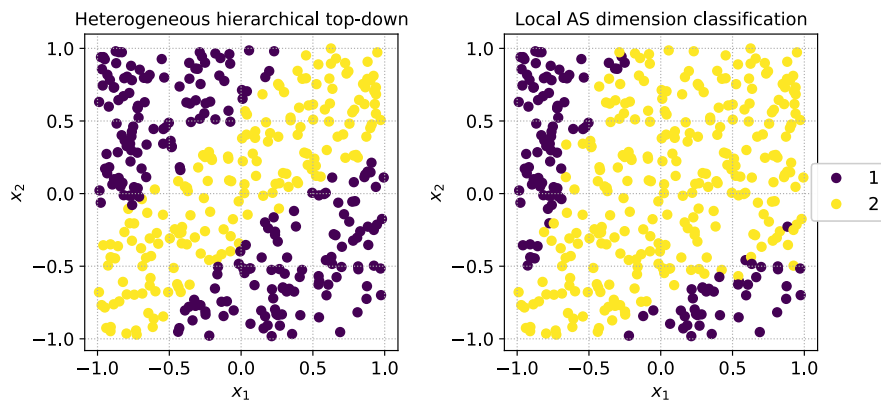 Heterogeneous hierarchical top-down
1.0
0.5
0.0
−0.5
−1.0
x₂
−1.0 −0.5 0.0 0.5 1.0
x₁
Local AS dimension classification
1.0
0.5
0.0
−0.5
−1.0
x₂
−1.0 −0.5 0.0 0.5 1.0
x₁
1
2